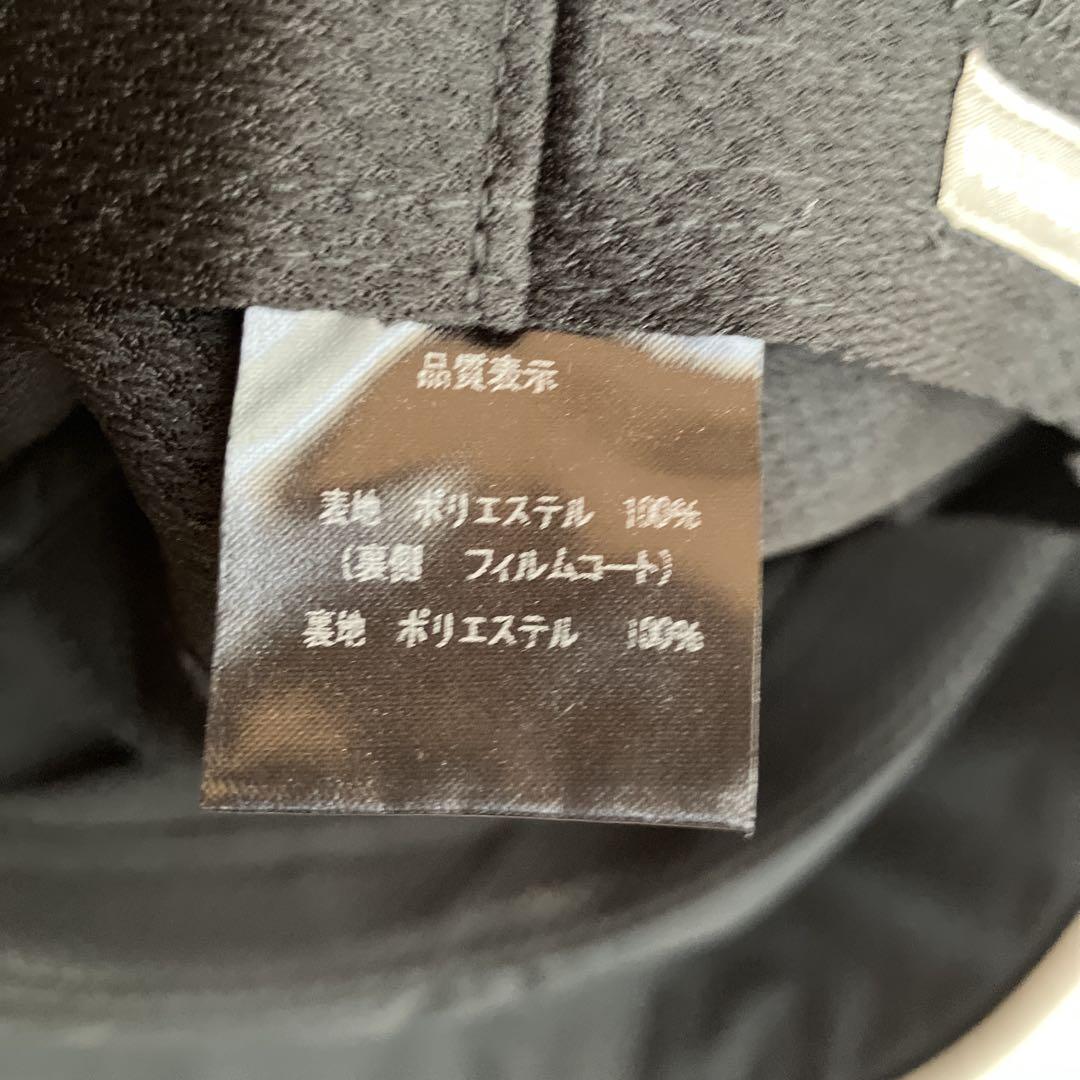 品質表示
表地 ポリエステル 100%
(裏側 フィルムコート)
裏地 ポリエステル 100%